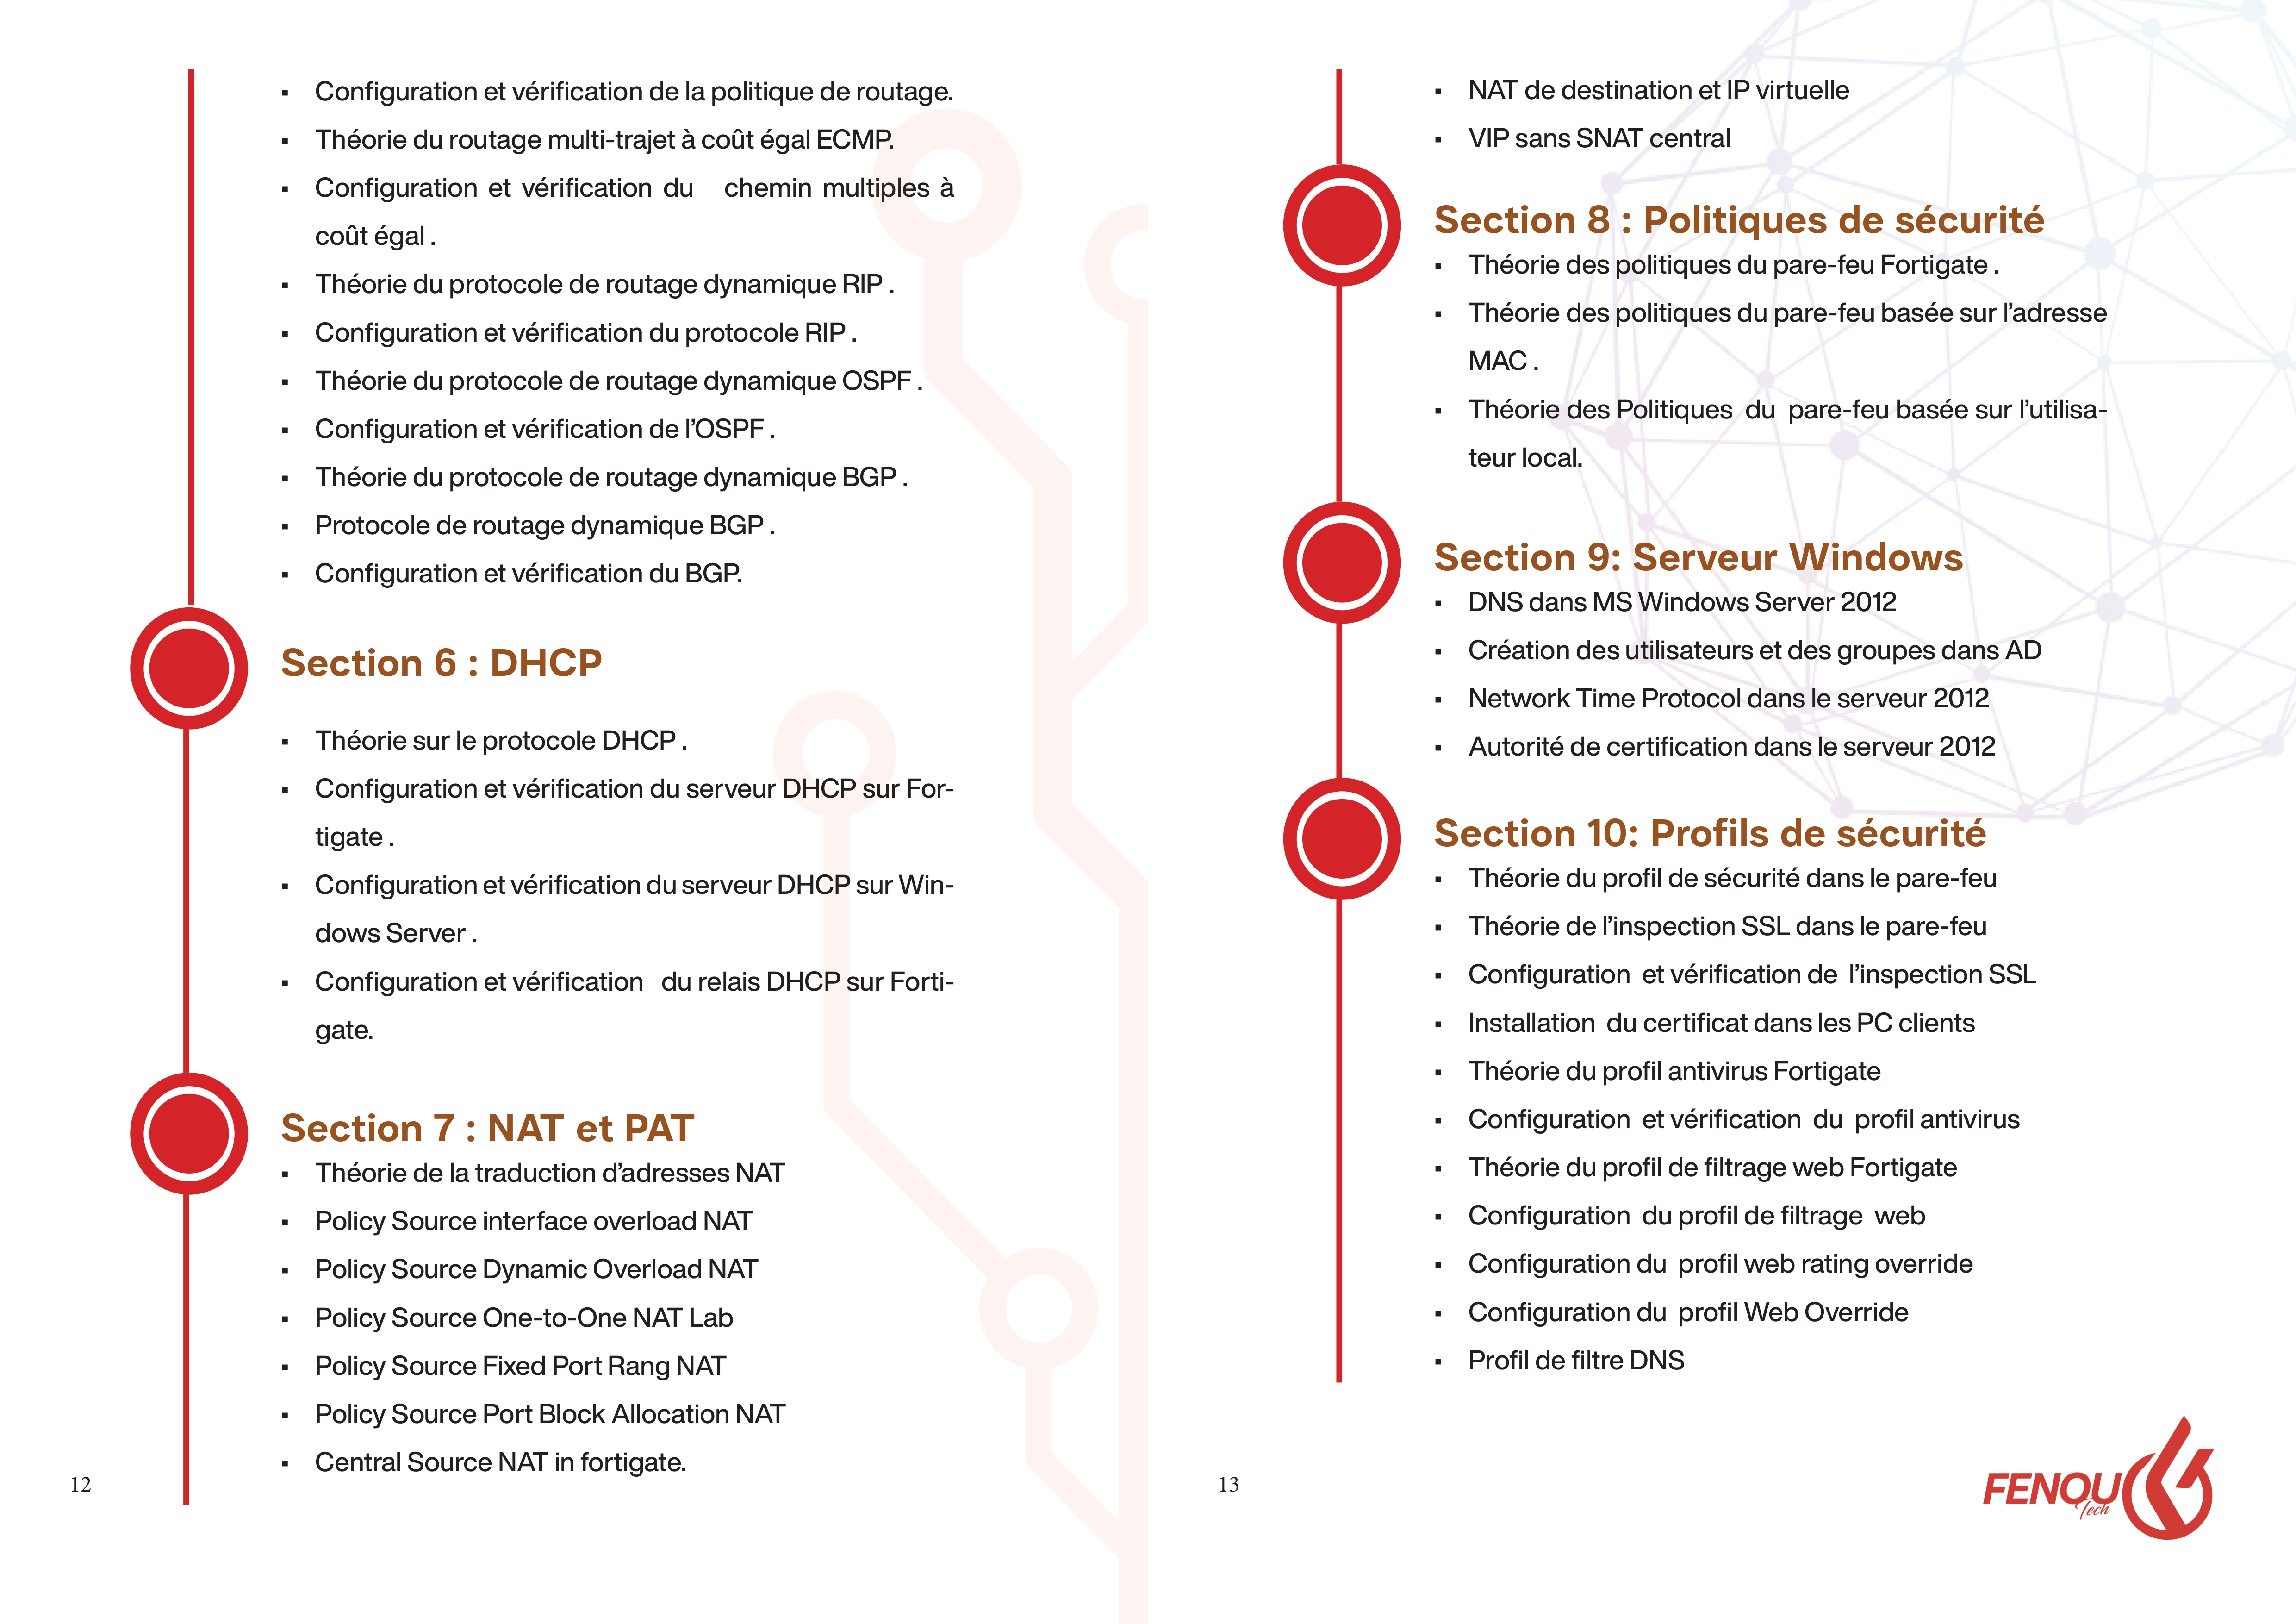 ▪ Configuration et vérification de la politique de routage.
▪ Théorie du routage multi-trajet à coût égal ECMP.
▪ Configuration et vérification du chemin multiples à
coût égal .
▪ Théorie du protocole de routage dynamique RIP .
▪ Configuration et vérification du protocole RIP .
▪ Théorie du protocole de routage dynamique OSPF .
▪ Configuration et vérification de l’OSPF .
▪ Théorie du protocole de routage dynamique BGP .
▪ Protocole de routage dynamique BGP .
▪ Configuration et vérification du BGP.
Section 6 : DHCP
▪ Théorie sur le protocole DHCP .
▪ Configuration et vérification du serveur DHCP sur For-
tigate .
▪ Configuration et vérification du serveur DHCP sur Win-
dows Server .
▪ Configuration et vérification du relais DHCP sur Forti-
gate.
Section 7 : NAT et PAT
▪ Théorie de la traduction d’adresses NAT
▪ Policy Source interface overload NAT
▪ Policy Source Dynamic Overload NAT
▪ Policy Source One-to-One NAT Lab
▪ Policy Source Fixed Port Rang NAT
▪ Policy Source Port Block Allocation NAT
▪ Central Source NAT in fortigate.
12
▪ NAT de destination et IP virtuelle
▪ VIP sans SNAT central
Section 8 : Politiques de sécurité
▪ Théorie des politiques du pare-feu Fortigate .
▪ Théorie des politiques du pare-feu basée sur l’adresse
MAC .
▪ Théorie des Politiques du pare-feu basée sur l’utilisa-
teur local.
Section 9: Serveur Windows
▪ DNS dans MS Windows Server 2012
▪ Création des utilisateurs et des groupes dans AD
▪ Network Time Protocol dans le serveur 2012
▪ Autorité de certification dans le serveur 2012
Section 10: Profils de sécurité
▪ Théorie du profil de sécurité dans le pare-feu
▪ Théorie de l’inspection SSL dans le pare-feu
▪ Configuration et vérification de l’inspection SSL
▪ Installation du certificat dans les PC clients
▪ Théorie du profil antivirus Fortigate
▪ Configuration et vérification du profil antivirus
▪ Théorie du profil de filtrage web Fortigate
▪ Configuration du profil de filtrage web
▪ Configuration du profil web rating override
▪ Configuration du profil Web Override
▪ Profil de filtre DNS
13
FENOU
Tech